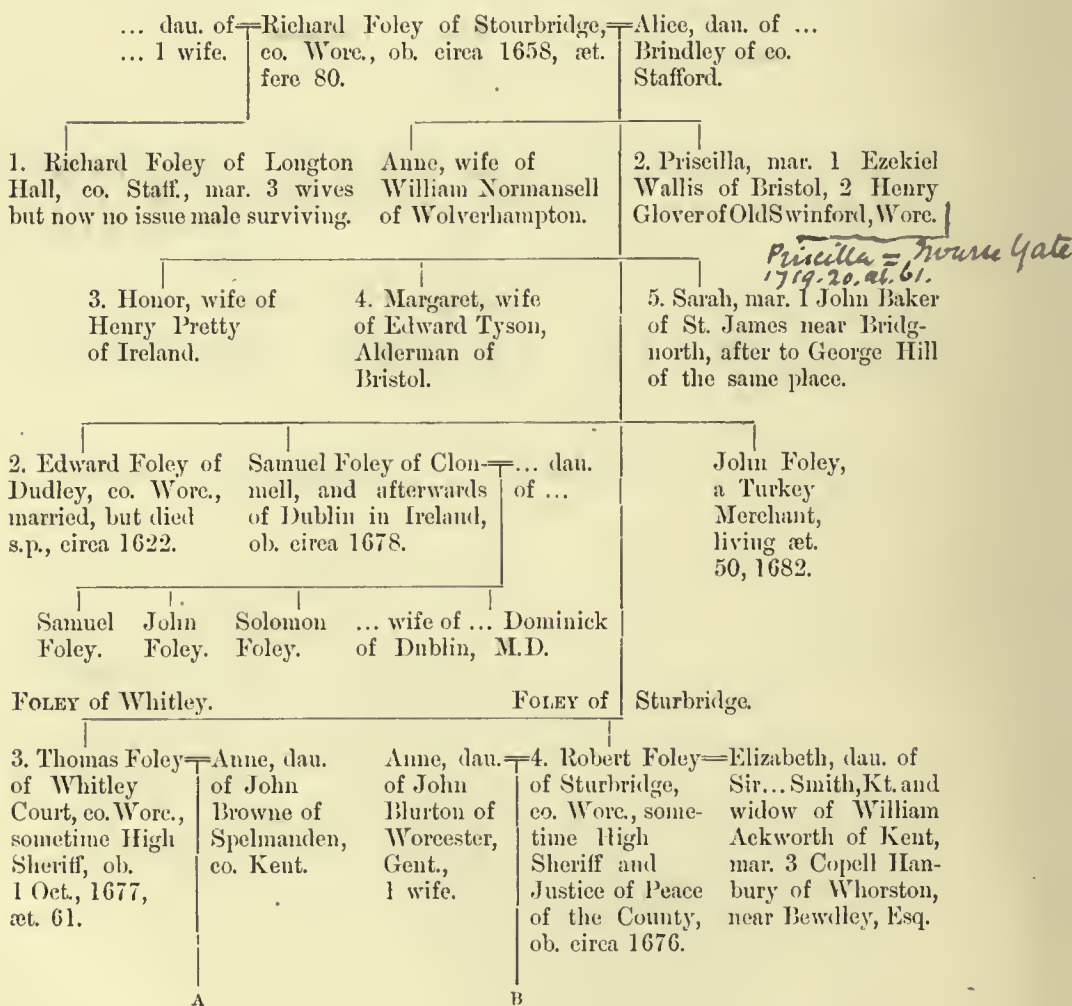 ... dau. of
... 1 wife.
Richard Foley of Stourbridge,
co. Worc., ob. circa 1658, æt.
fere 80.
Alice, dau. of ...
Brindley of co.
Stafford.
1. Richard Foley of Longton
Hall, co. Staff., mar. 3 wives
but now no issue male surviving.
Anne, wife of
William Normansell
of Wolverhampton.
2. Priscilla, mar. 1 Ezekiel
Wallis of Bristol, 2 Henry
Glover of Old Swinford, Worc.
Priscilla = Nourse Yate
1719-20. æt. 61.
3. Honor, wife of
Henry Pretty
of Ireland.
4. Margaret, wife
of Edward Tyson,
Alderman of
Bristol.
5. Sarah, mar. 1 John Baker
of St. James near Bridg-
north, after to George Hill
of the same place.
2. Edward Foley of
Dudley, co. Worc.,
married, but died
s.p., circa 1622.
Samuel Foley of Clon-
mell, and afterwards
of Dublin in Ireland,
ob. circa 1678.
... dau.
of ...
John Foley,
a Turkey
Merchant,
living æt.
50, 1682.
Samuel
Foley.
John
Foley.
Solomon
Foley.
... wife of ... Dominick
of Dublin, M.D.
Foley of Whitley.
Foley of Sturbridge.
3. Thomas Foley
of Whitley
Court, co. Worc.,
sometime High
Sheriff, ob.
1 Oct., 1677,
æt. 61.
Anne, dau.
of John
Browne of
Spelmanden,
co. Kent.
Anne, dau.
of John
Blurton of
Worcester,
Gent.,
1 wife.
4. Robert Foley
of Sturbridge,
co. Worc., some-
time High
Sheriff and
Justice of Peace
of the County,
ob. circa 1676.
Elizabeth, dau. of
Sir... Smith, Kt. and
widow of William
Ackworth of Kent,
mar. 3 Copell Han-
bury of Whorston,
near Bewdley, Esq.
A
B